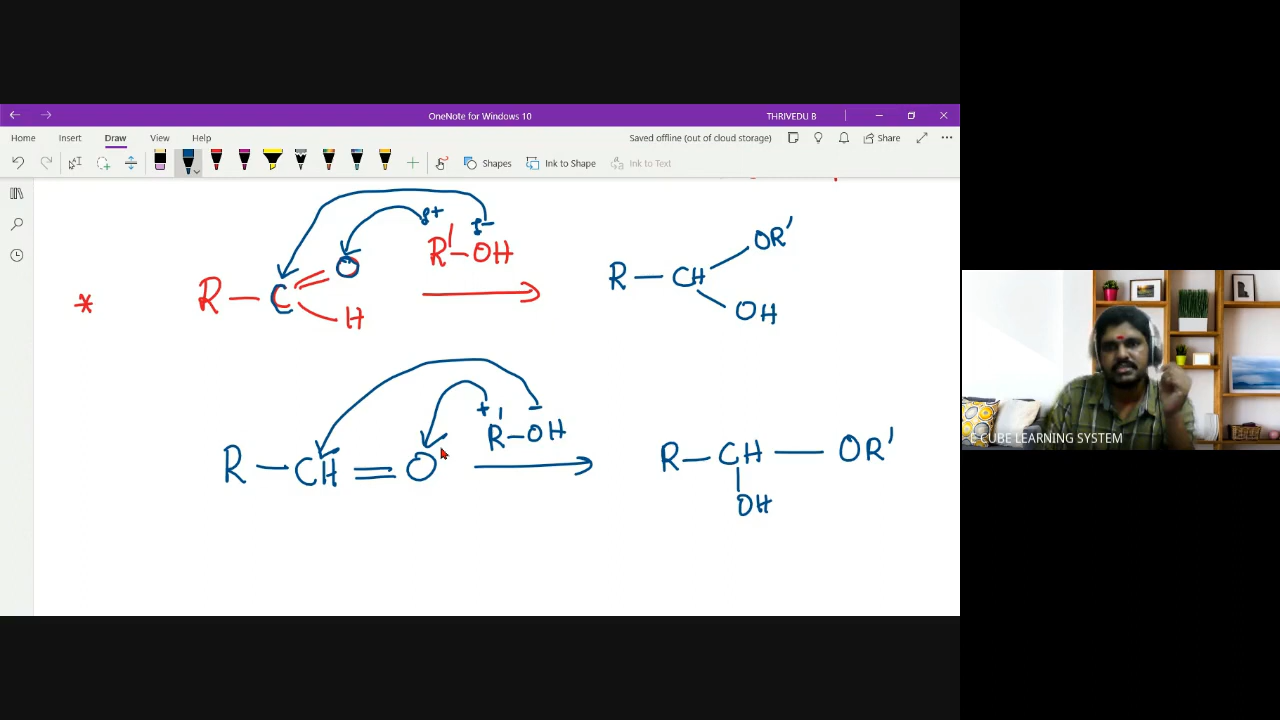 OneNote for Windows 10
THRIVEDU B
Home Insert Draw View Help
Saved offline (out of cloud storage)
Share
Shapes
Ink to Shape
Ink to Text
δ+ δ-
R'-OH
R-C=O
H
*
R-CH
OR'
OH
+ -
R'-OH
R-CH=O
R-CH-OR'
OH
C CUBE LEARNING SYSTEM